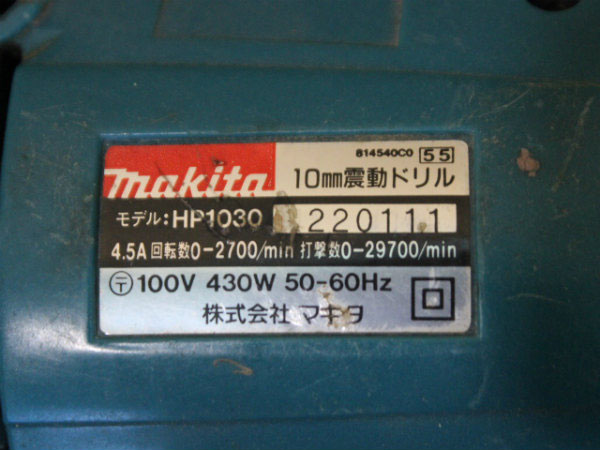 814540C0 55
makita 10mm震動ドリル
モデル:HP1030 220111
4.5A 回転数0-2700/min 打撃数0-29700/min
〒100V 430W 50-60Hz
株式会社 マキタ